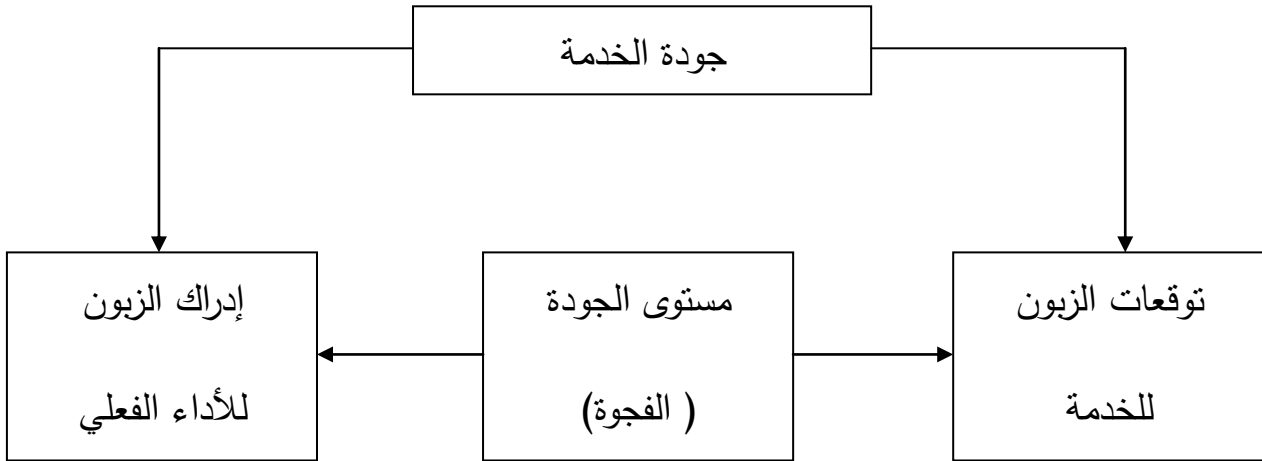 جودة الخدمة
توقعات الزبون
للخدمة
مستوى الجودة
( الفجوة)
إدراك الزبون
للأداء الفعلي